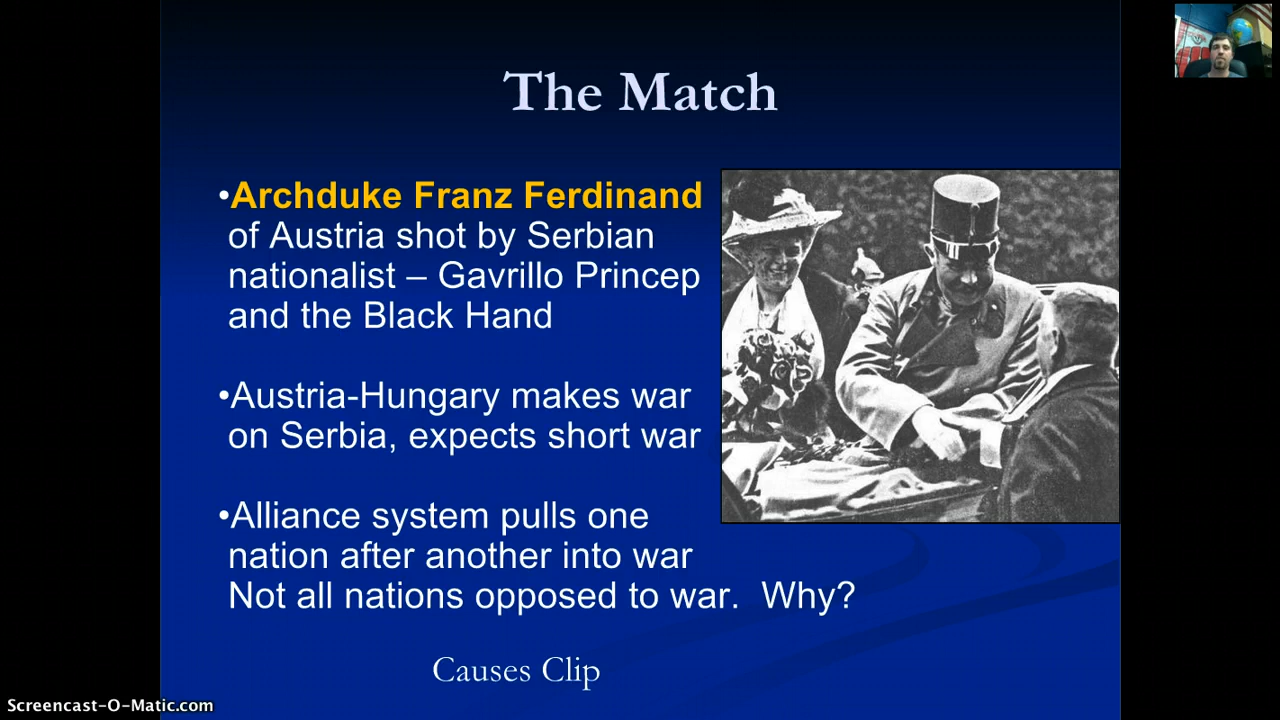 The Match
•Archduke Franz Ferdinand
of Austria shot by Serbian
nationalist – Gavrillo Princep
and the Black Hand
•Austria-Hungary makes war
on Serbia, expects short war
•Alliance system pulls one
nation after another into war
Not all nations opposed to war.  Why?
Causes Clip
Screencast-O-Matic.com